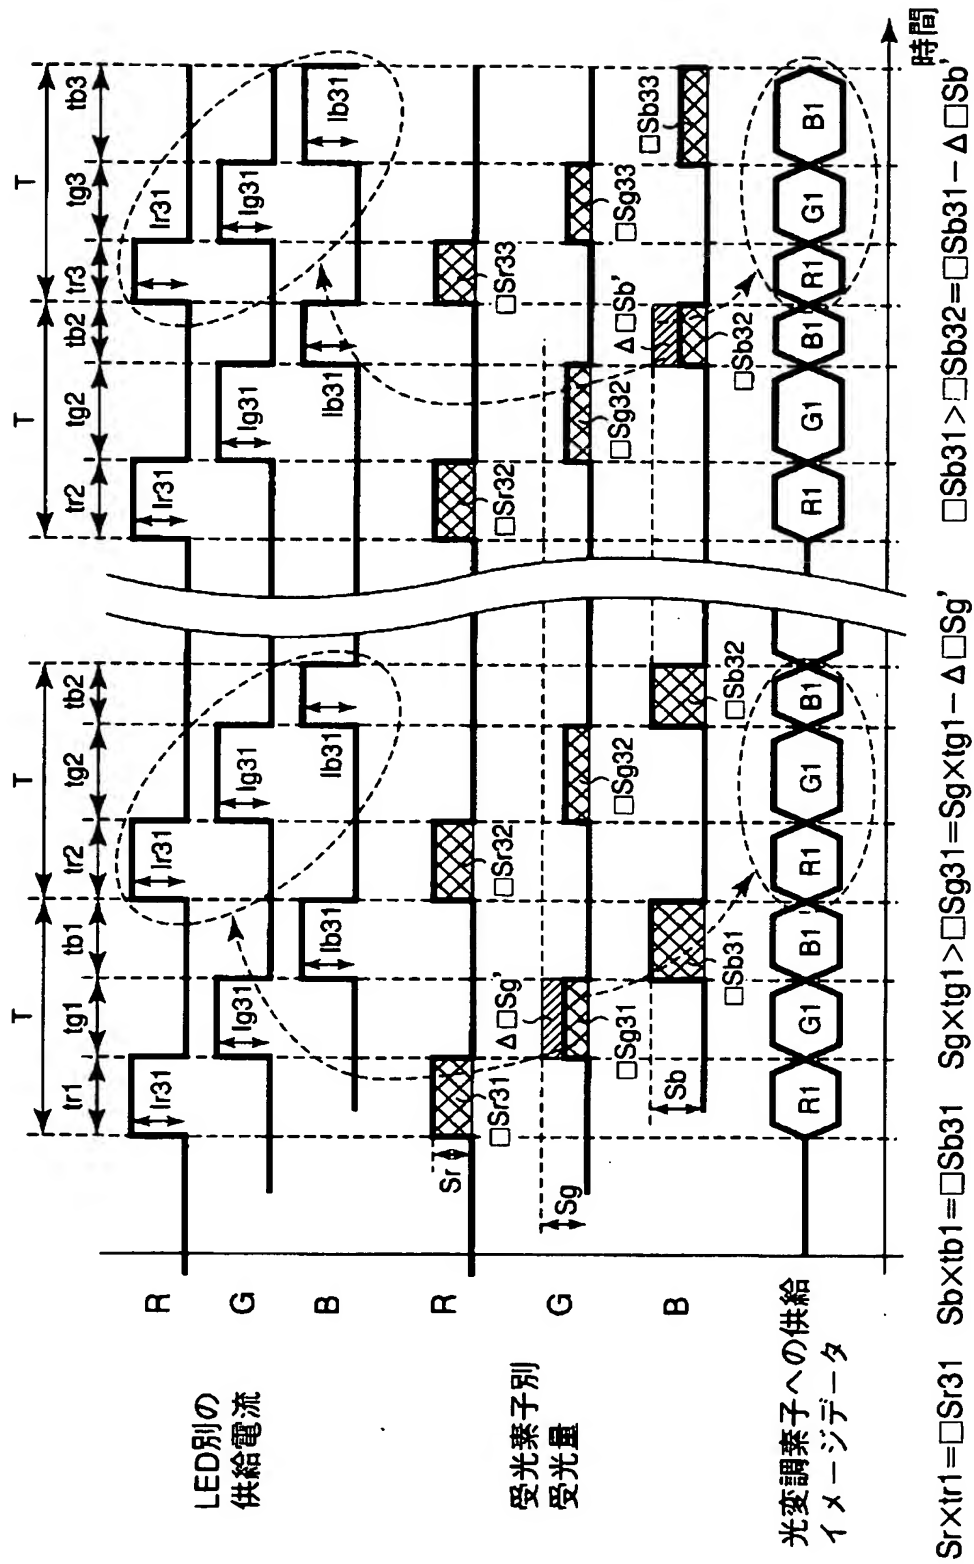 T T T T
tr1 tg1 tb1 tr2 tg2 tb2 tr2 tg2 tb2 tr3 tg3 tb3
LED別の
供給電流
R Ir31 Ir31 Ir31 Ir31
G Ig31 Ig31 Ig31 Ig31
B Ib31 Ib31 Ib31 Ib31
受光素子別
受光量
R Sr □Sr31 □Sr32 □Sr32 □Sr33
G Sg Δ□Sg' □Sg31 □Sg32 □Sg32 □Sg33
B Sb □Sb31 □Sb32 Δ□Sb' □Sb32 □Sb33
光変調素子への供給
イメージデータ
R1 G1 B1 R1 G1 B1 R1 G1 B1 R1 G1 B1
時間
Sr×tr1=□Sr31 Sb×tb1=□Sb31 Sg×tg1>□Sg31=Sg×tg1-Δ□Sg' □Sb31>□Sb32=□Sb31-Δ□Sb'